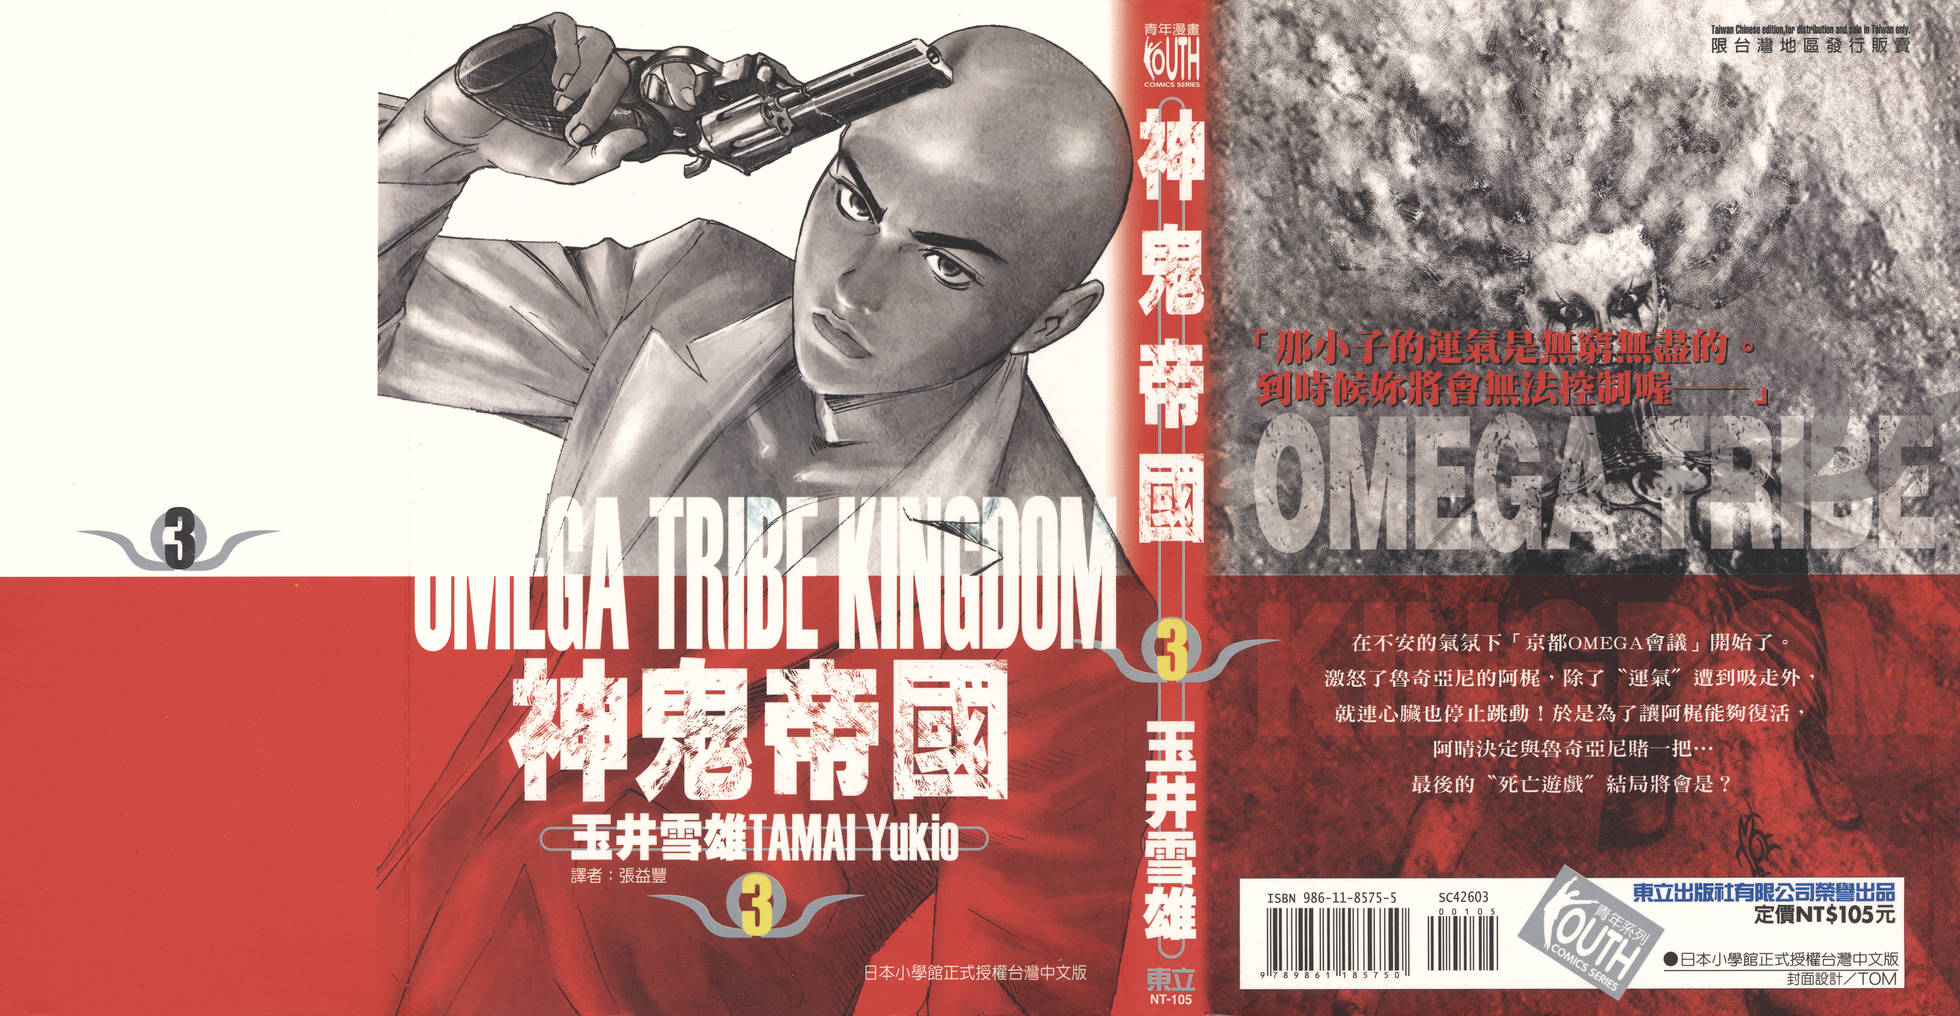 3
OMEGA TRIBE KINGDOM
神鬼帝國
玉井雪雄TAMAI Yukio
譯者：張益豐
3
日本小學館正式授權台灣中文版
青年漫畫
YOUTH
COMICS SERIES
神鬼帝國
3
玉井雪雄
東立
NT-105
Taiwan Chinese edition,for distribution and sale in Taiwan only.
限台灣地區發行販賣
「那小子的運氣是無窮無盡的。
到時候妳將會無法控制喔──」
OMEGA TRIBE
KINGDOM
在不安的氣氛下「京都OMEGA會議」開始了。
激怒了魯奇亞尼的阿梶，除了〝運氣〞遭到吸走外，
就連心臟也停止跳動！於是為了讓阿梶能夠復活，
阿晴決定與魯奇亞尼賭一把…
最後的〝死亡遊戲〞結局將會是？
ISBN 986-11-8575-5
SC42603
00105
9 789861 185750
青年系列
YOUTH
COMICS SERIES
東立出版社有限公司榮譽出品
定價NT$105元
●日本小學館正式授權台灣中文版
封面設計／TOM